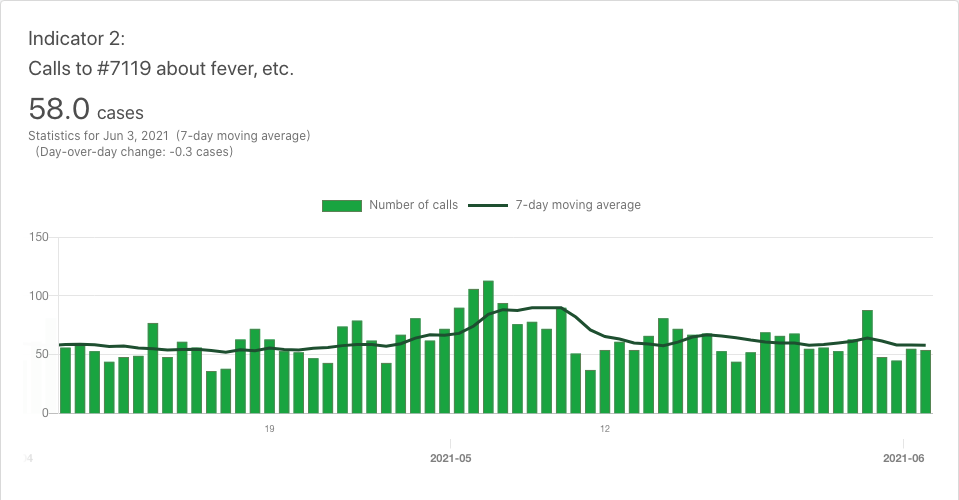 Indicator 2:
Calls to #7119 about fever, etc.
58.0 cases
Statistics for Jun 3, 2021 (7-day moving average)
(Day-over-day change: -0.3 cases)
Number of calls 7-day moving average
150
100
50
0
19 12
2021-05 2021-06